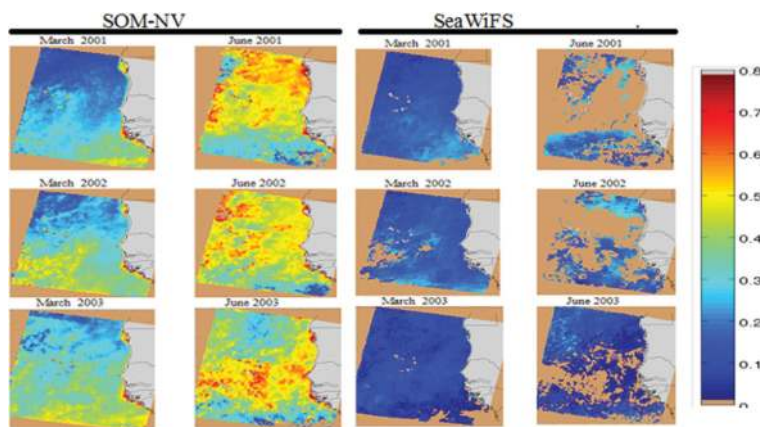 SOM-NV SeaWiFS .
March 2001 June 2001 March 2001 June 2001
0.8
0.7
0.6
0.5
0.4
0.3
0.2
0.1
0
March 2002 June 2002 March 2002 June 2002
March 2003 June 2003 March 2003 June 2003